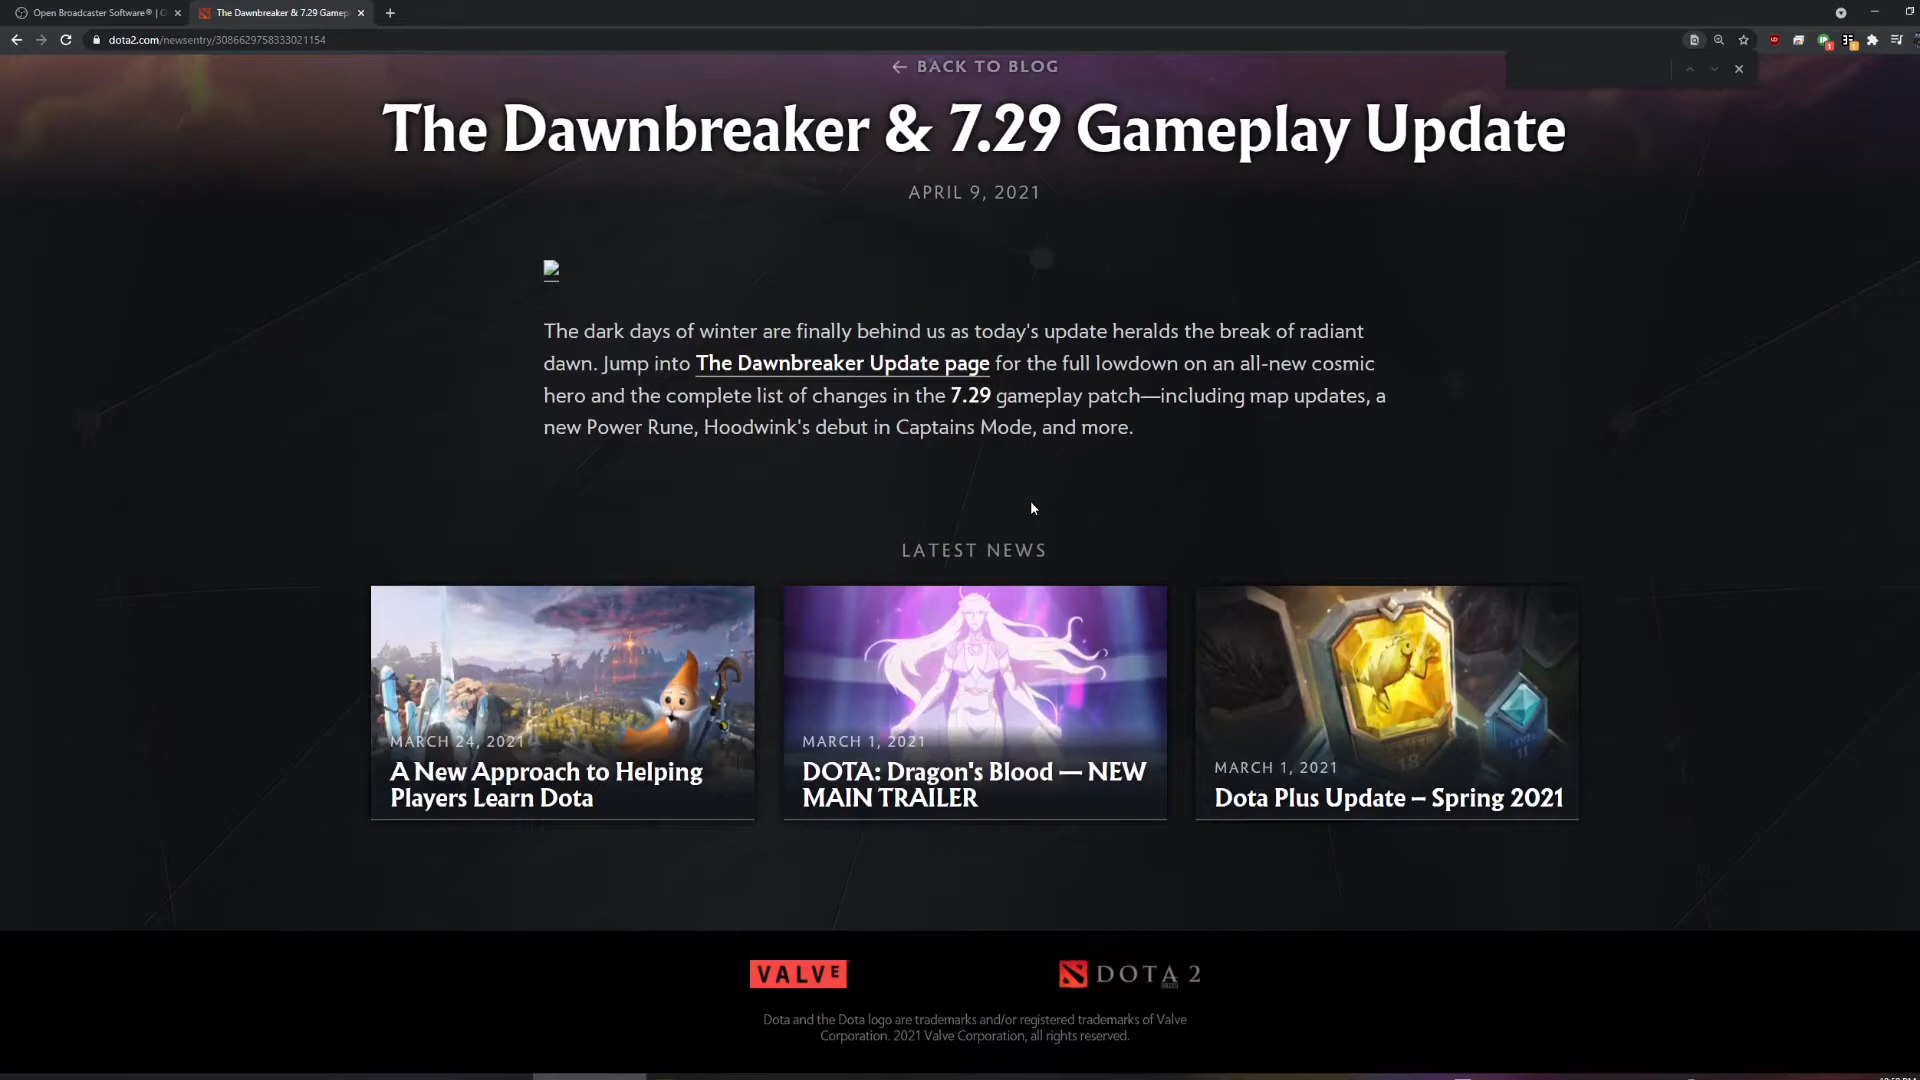 Open Broadcaster Software® |
The Dawnbreaker & 7.29 Gamep
dota2.com/newsentry/3086629758333021154
BACK TO BLOG
The Dawnbreaker & 7.29 Gameplay Update
APRIL 9, 2021
The dark days of winter are finally behind us as today's update heralds the break of radiant
dawn. Jump into The Dawnbreaker Update page for the full lowdown on an all-new cosmic
hero and the complete list of changes in the 7.29 gameplay patch—including map updates, a
new Power Rune, Hoodwink's debut in Captains Mode, and more.
LATEST NEWS
MARCH 24, 2021
A New Approach to Helping
Players Learn Dota
MARCH 1, 2021
DOTA: Dragon's Blood — NEW
MAIN TRAILER
MARCH 1, 2021
Dota Plus Update – Spring 2021
VALVE
DOTA 2
Dota and the Dota logo are trademarks and/or registered trademarks of Valve
Corporation. 2021 Valve Corporation, all rights reserved.